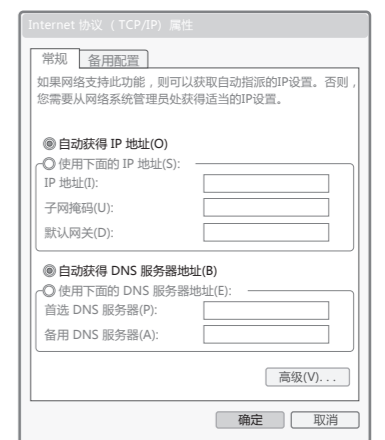 Internet 协议 ( TCP/IP) 属性
常规 备用配置
如果网络支持此功能，则可以获取自动指派的IP设置。否则，
您需要从网络系统管理员处获得适当的IP设置。
自动获得 IP 地址(O)
使用下面的 IP 地址(S):
IP 地址(I):
子网掩码(U):
默认网关(D):
自动获得 DNS 服务器地址(B)
使用下面的 DNS 服务器地址(E):
首选 DNS 服务器(P):
备用 DNS 服务器(A):
高级(V). . .
确定 取消